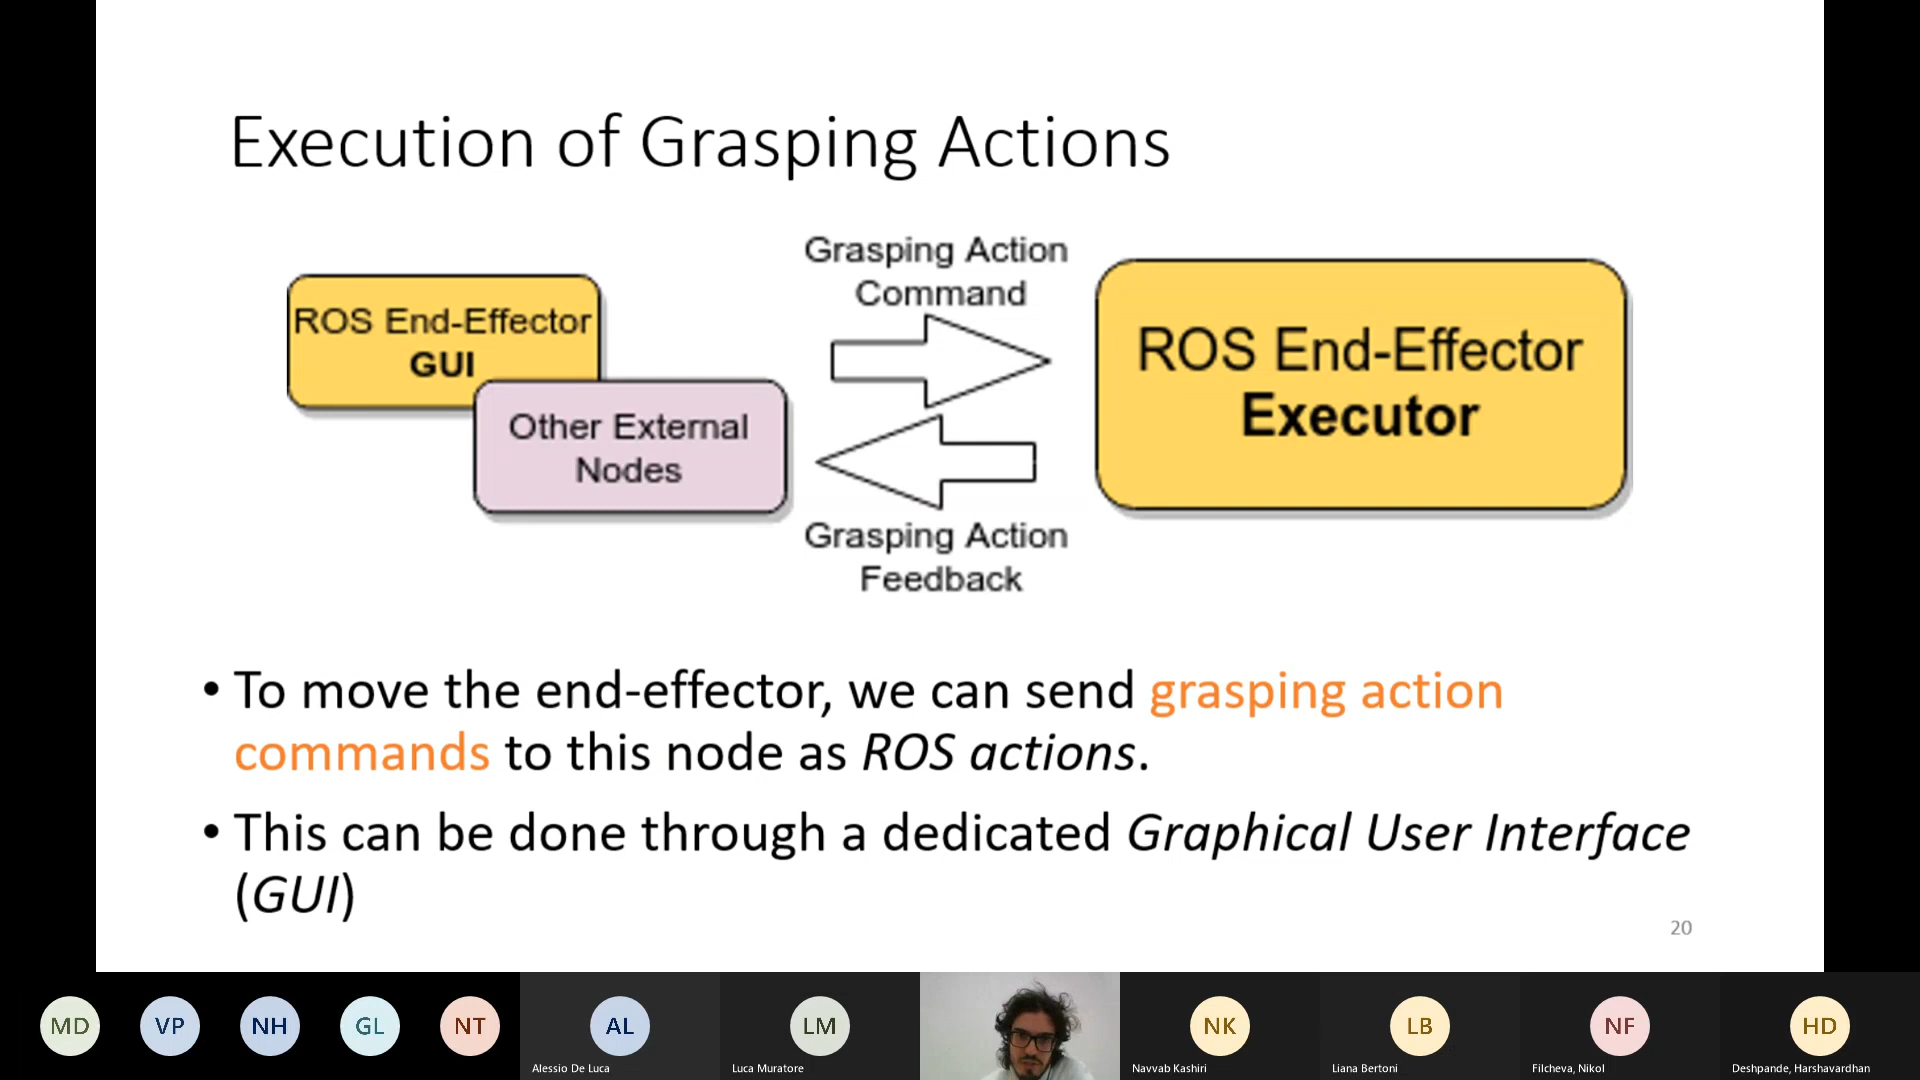 Execution of Grasping Actions
Grasping Action
Command
ROS End-Effector
GUI
Other External
Nodes
ROS End-Effector
Executor
Grasping Action
Feedback
• To move the end-effector, we can send grasping action
commands to this node as ROS actions.
• This can be done through a dedicated Graphical User Interface
(GUI)
20
MD
VP
NH
GL
NT
AL
Alessio De Luca
LM
Luca Muratore
NK
Navvab Kashiri
LB
Liana Bertoni
NF
Filcheva, Nikol
HD
Deshpande, Harshavardhan